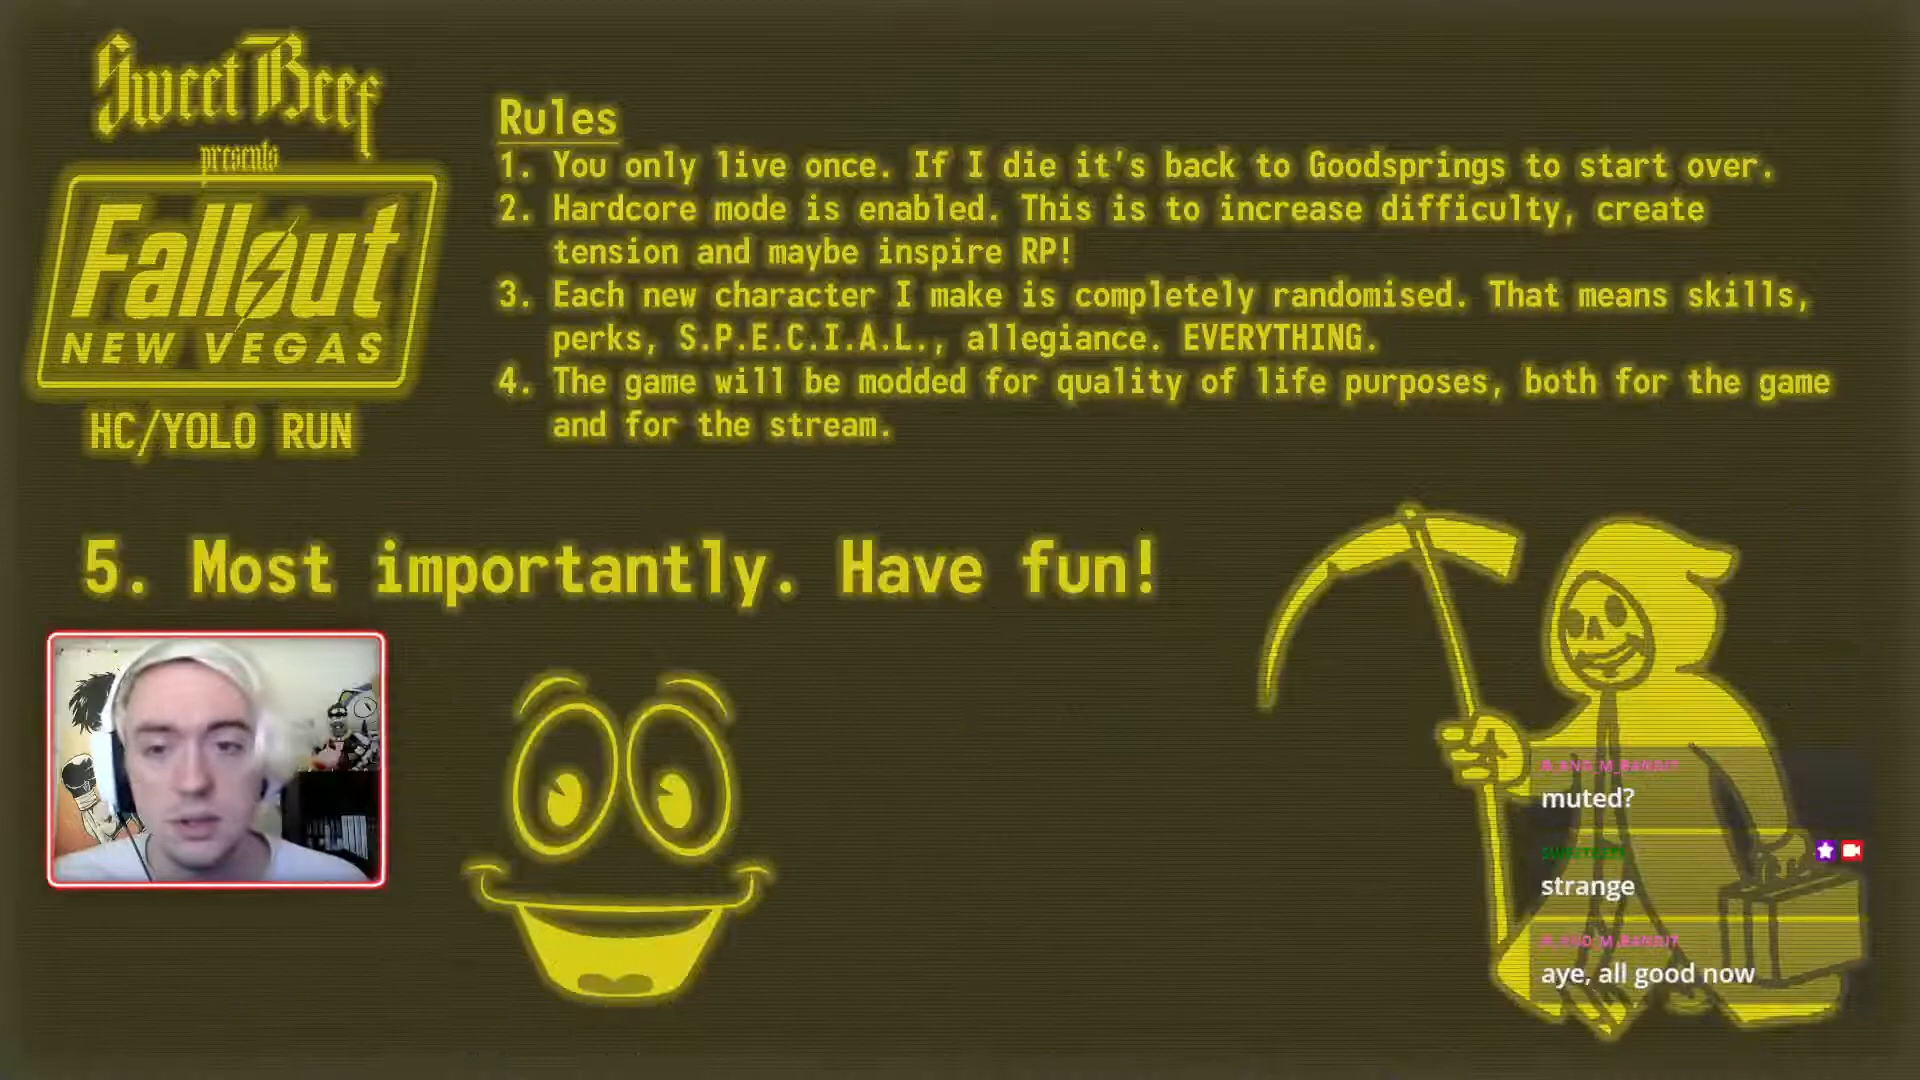 Sweet Beef
presents
Fallout
NEW VEGAS
HC/YOLO RUN
Rules
1. You only live once. If I die it's back to Goodsprings to start over.
2. Hardcore mode is enabled. This is to increase difficulty, create
tension and maybe inspire RP!
3. Each new character I make is completely randomised. That means skills,
perks, S.P.E.C.I.A.L., allegiance. EVERYTHING.
4. The game will be modded for quality of life purposes, both for the game
and for the stream.
5. Most importantly. Have fun!
muted?
strange
aye, all good now